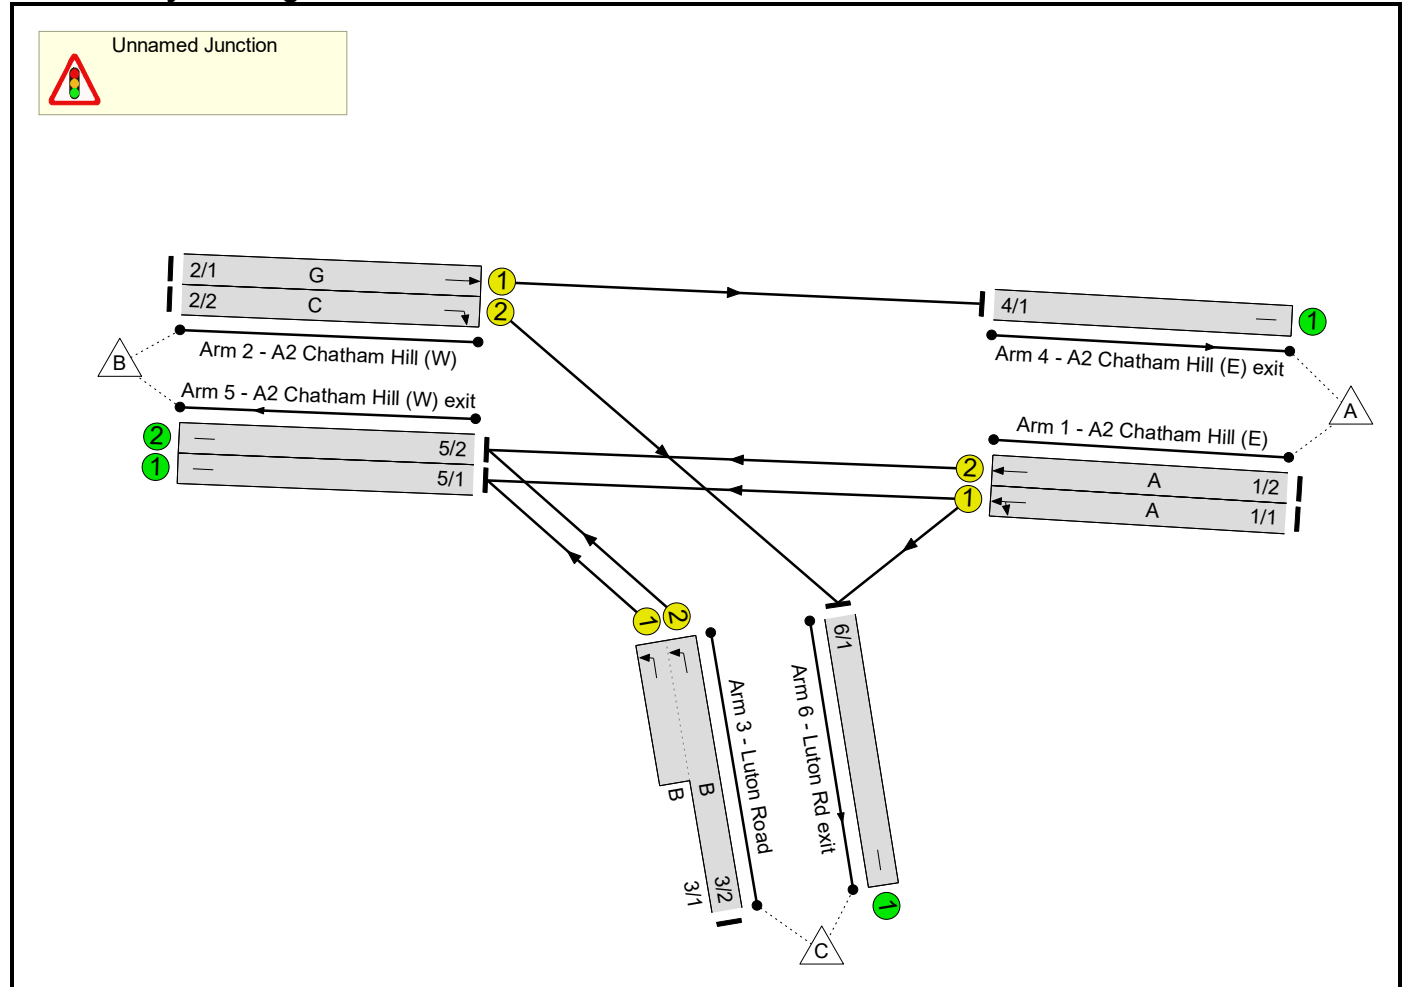 Unnamed Junction
2/1 G 1
2/2 C 2
Arm 2 - A2 Chatham Hill (W)
B
Arm 5 - A2 Chatham Hill (W) exit
2 5/2
1 5/1
4/1 1
Arm 4 - A2 Chatham Hill (E) exit
A
Arm 1 - A2 Chatham Hill (E)
2 A 1/2
1 A 1/1
1 2
B B
3/1 3/2
Arm 3 - Luton Road
6/1
Arm 6 - Luton Rd exit
1
C